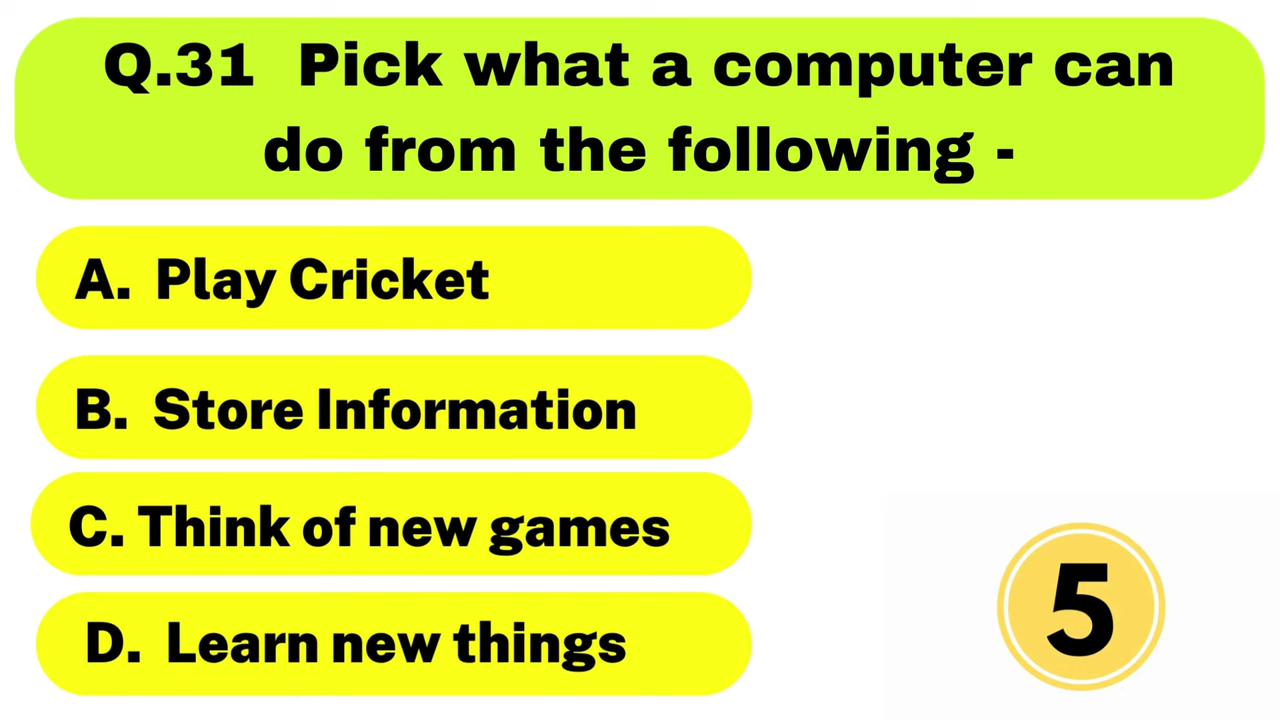 Q.31 Pick what a computer can
do from the following -
A. Play Cricket
B. Store Information
C. Think of new games
D. Learn new things
5